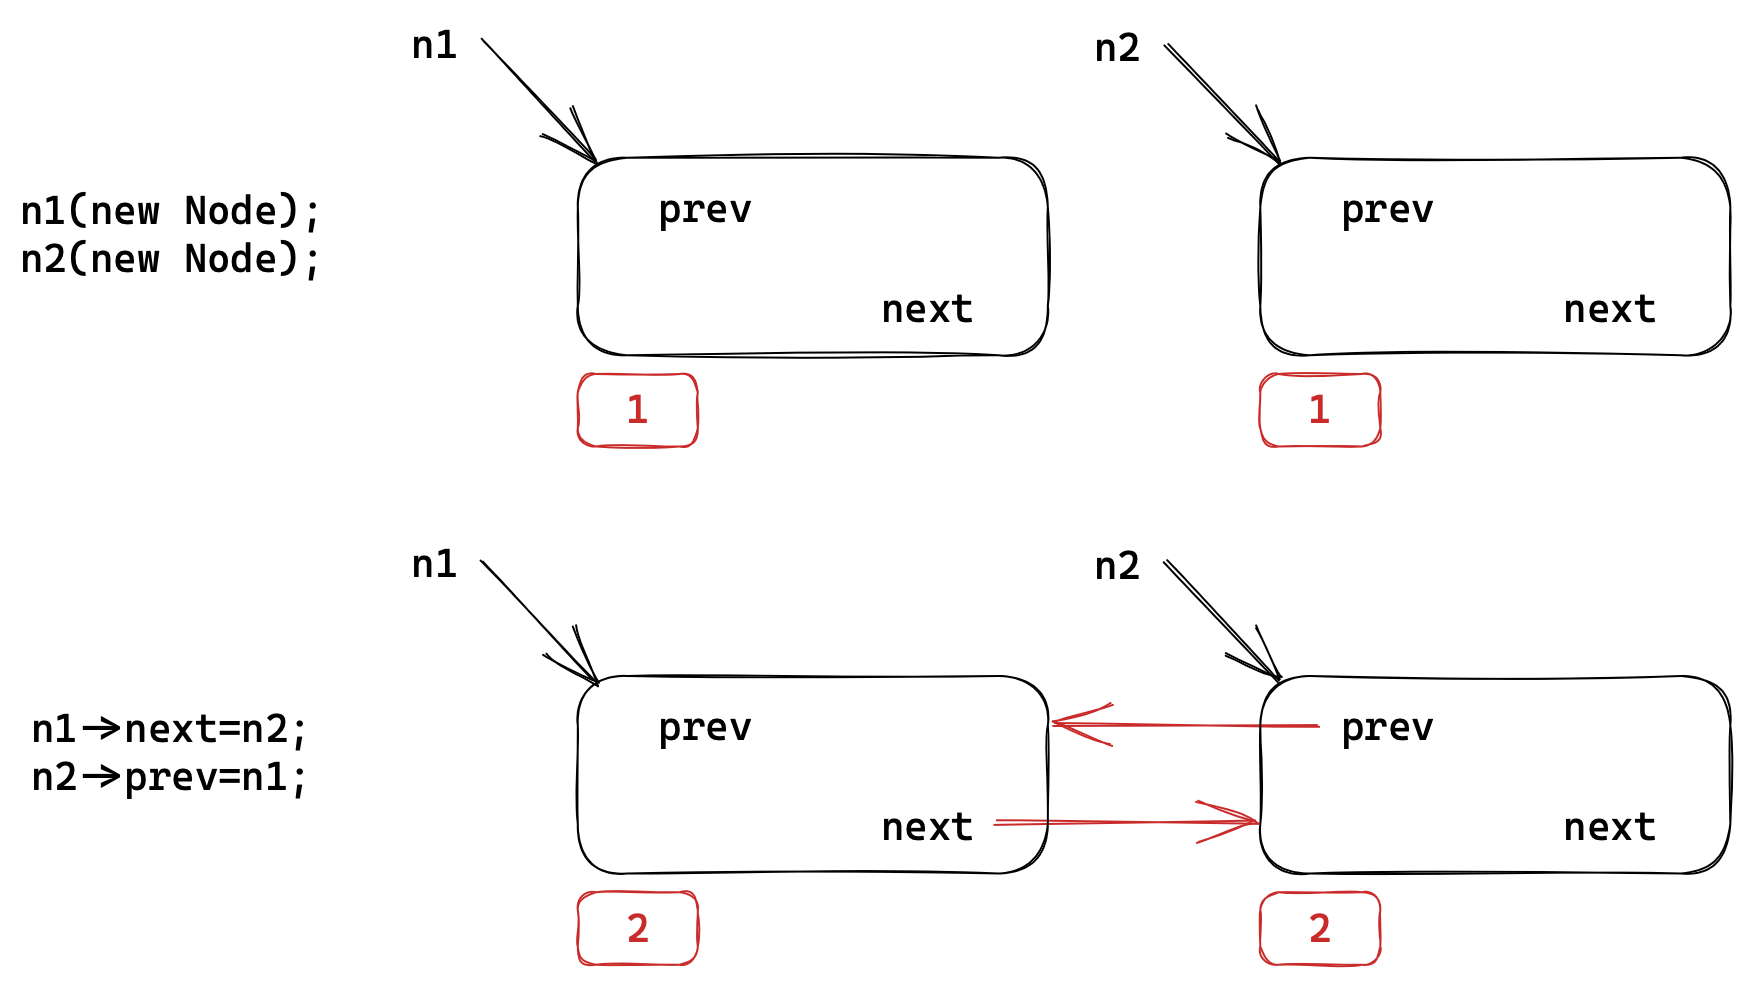 n1
n2
n1(new Node);
n2(new Node);
prev
next
prev
next
1
1
n1
n2
n1->next=n2;
n2->prev=n1;
prev
next
prev
next
2
2